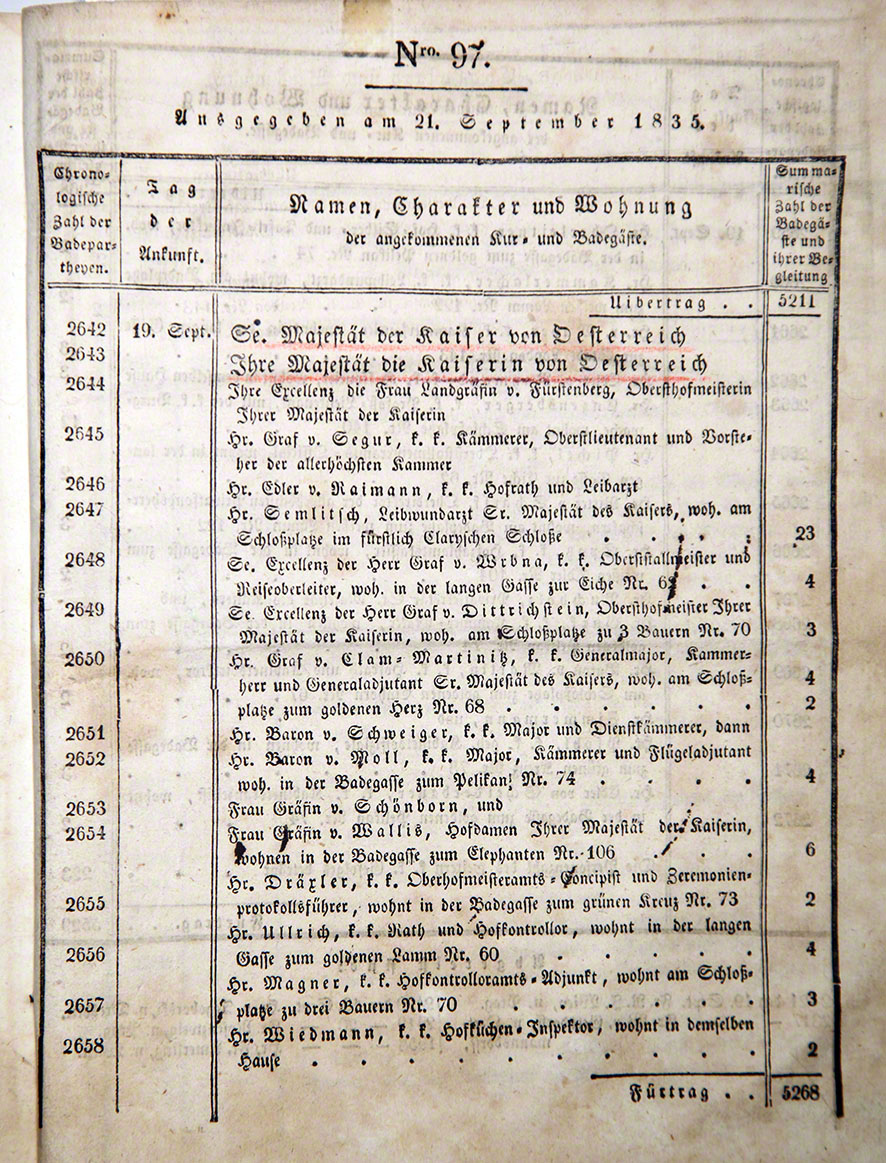 Nro. 97.
Ausgegeben am 21. September 1835.
Chrono-
logische
Zahl der
Badepar-
theyen.
Tag
der
Ankunft.
Namen, Charakter und Wohnung
der angekommenen Kur- und Badegäste.
Summa-
rische
Zahl der
Badegä-
ste und
ihrer Be-
gleitung
Uibertrag . . 5211
2642 19. Sept. Se. Majestät der Kaiser von Oesterreich
2643 Ihre Majestät die Kaiserin von Oesterreich
2644 Ihre Excellenz die Frau Landgräfin v. Fürstenberg, Obersthofmeisterin
Ihrer Majestät der Kaiserin
2645 Hr. Graf v. Segur, k. k. Kämmerer, Oberstlieutenant und Vorste-
her der allerhöchsten Kammer
2646 Hr. Edler v. Raimann, k. k. Hofrath und Leibarzt
2647 Hr. Semlitsch, Leibwundarzt Sr. Majestät des Kaisers, woh. am
Schloßplatze im fürstlich Claryschen Schloße . . . . : 23
2648 Se. Excellenz der Herr Graf v. Wrbna, k. k. Oberststallmeister und
Reiseoberleiter, woh. in der langen Gasse zur Eiche Nr. . . 4
2649 Se. Excellenz der Herr Graf v. Dittrichstein, Obersthofmeister Ihrer
Majestät der Kaiserin, woh. am Schloßplatze zu 3 Bauern Nr. 70 3
2650 Hr. Graf v. Clam-Martinitz, k. k. Generalmajor, Kammer-
herr und Generaladjutant Sr. Majestät des Kaisers, woh. am Schloß- 4
platze zum goldenen Herz Nr. 68 . . . . . . 2
2651 Hr. Baron v. Schweiger, k. k. Major und Dienstkämmerer, dann
2652 Hr. Baron v. Moll, k. k. Major, Kämmerer und Flügeladjutant
woh. in der Badegasse zum Pelikan! Nr. 74 . . . 4
2653 Frau Gräfin v. Schönborn, und
2654 Frau Gräfin v. Wallis, Hofdamen Ihrer Majestät der Kaiserin,
wohnen in der Badegasse zum Elephanten Nr. 106 . . . 6
Hr. Dräxler, k. k. Oberhofmeisteramts-Concipist und Zeremonien-
2655 protokollsführer, wohnt in der Badegasse zum grünen Kreuz Nr. 73 2
Hr. Ullrich, k. k. Rath und Hofkontrollor, wohnt in der langen
2656 Gasse zum goldenen Lamm Nr. 60 . . . . . 4
Hr. Magner, k. k. Hofkontrolloramts-Adjunkt, wohnt am Schloß-
2657 platze zu drei Bauern Nr. 70 . . . . . . 3
Hr. Wiedmann, k. k. Hofküchen-Inspektor, wohnt in demselben
2658 Hause . . . . . . . . . . 2
Fürtrag . . 5268